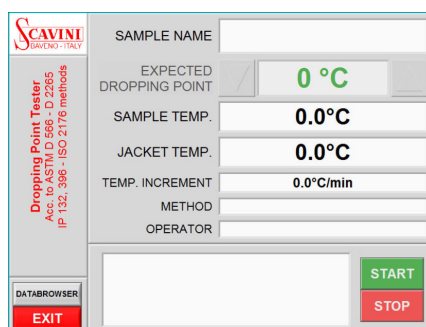 SCAVINI
BAVENO - ITALY
Dropping Point Tester
Acc. to ASTM D 566 - D 2265
IP 132, 396 - ISO 2176 methods
DATABROWSER
EXIT
SAMPLE NAME
EXPECTED
DROPPING POINT
0 °C
SAMPLE TEMP.
0.0°C
JACKET TEMP.
0.0°C
TEMP. INCREMENT
0.0°C/min
METHOD
OPERATOR
START
STOP